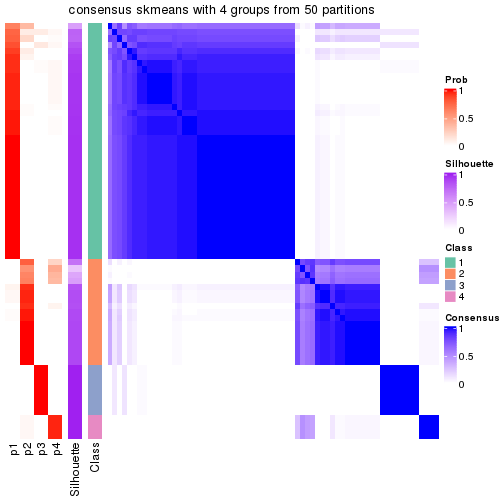 consensus skmeans with 4 groups from 50 partitions
Prob
1
0.5
0
Silhouette
1
0.5
0
Class
1
2
3
4
Consensus
1
0.5
0
p1
p2
p3
p4
Silhouette
Class